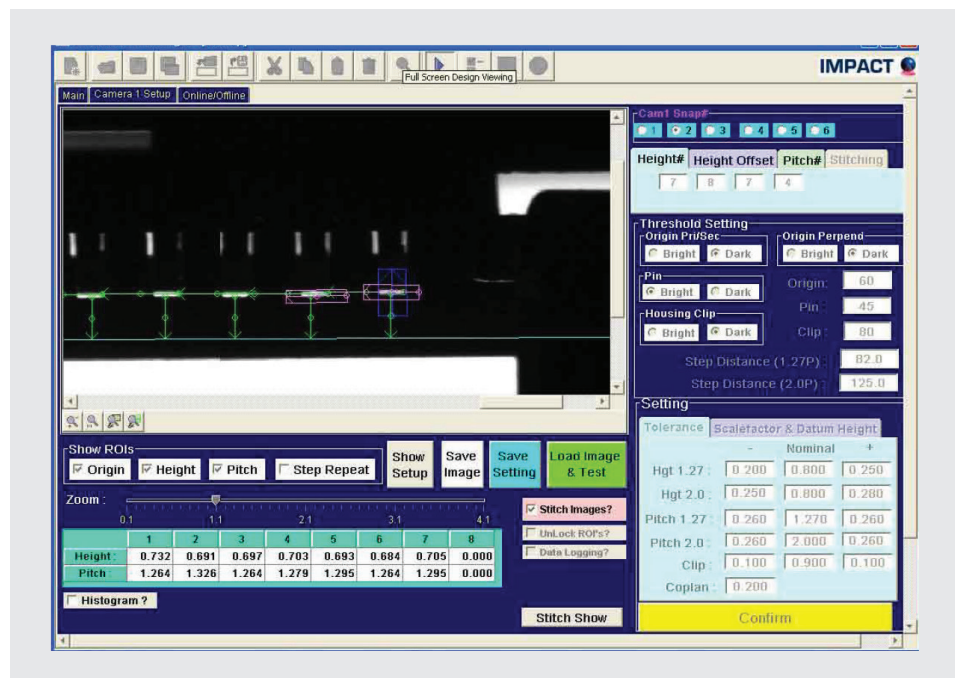 Full Screen Design Viewing
IMPACT
Main Camera 1 Setup Online/Offline
Cam1 Snap#
1 2 3 4 5 6
Height# Height Offset Pitch# Stitching
7 8 7 4
Threshold Setting
Origin Pri/Sec Origin Perpend
Bright Dark Bright Dark
Pin
Bright Dark
Origin: 60
Pin : 45
Housing Clip
Bright Dark
Clip : 80
Step Distance (1.27P) : 82.0
Step Distance (2.0P) : 125.0
Setting
Tolerance Scalefactor & Datum Height
- Nominal +
Hgt 1.27 : 0.200 0.800 0.250
Hgt 2.0 : 0.250 0.800 0.280
Pitch 1.27 : 0.260 1.270 0.260
Pitch 2.0 : 0.260 2.000 0.260
Clip : 0.100 0.900 0.100
Coplan : 0.200
Confirm
Show ROIs
Origin Height Pitch Step Repeat
Show Setup
Save Image
Save Setting
Load Image & Test
Zoom :
0.1 1.1 2.1 3.1 4.1
Stitch Images?
UnLock ROI's?
Data Logging?
1 2 3 4 5 6 7 8
Height : 0.732 0.691 0.697 0.703 0.693 0.684 0.705 0.000
Pitch : 1.264 1.326 1.264 1.279 1.295 1.264 1.295 0.000
Histogram ?
Stitch Show